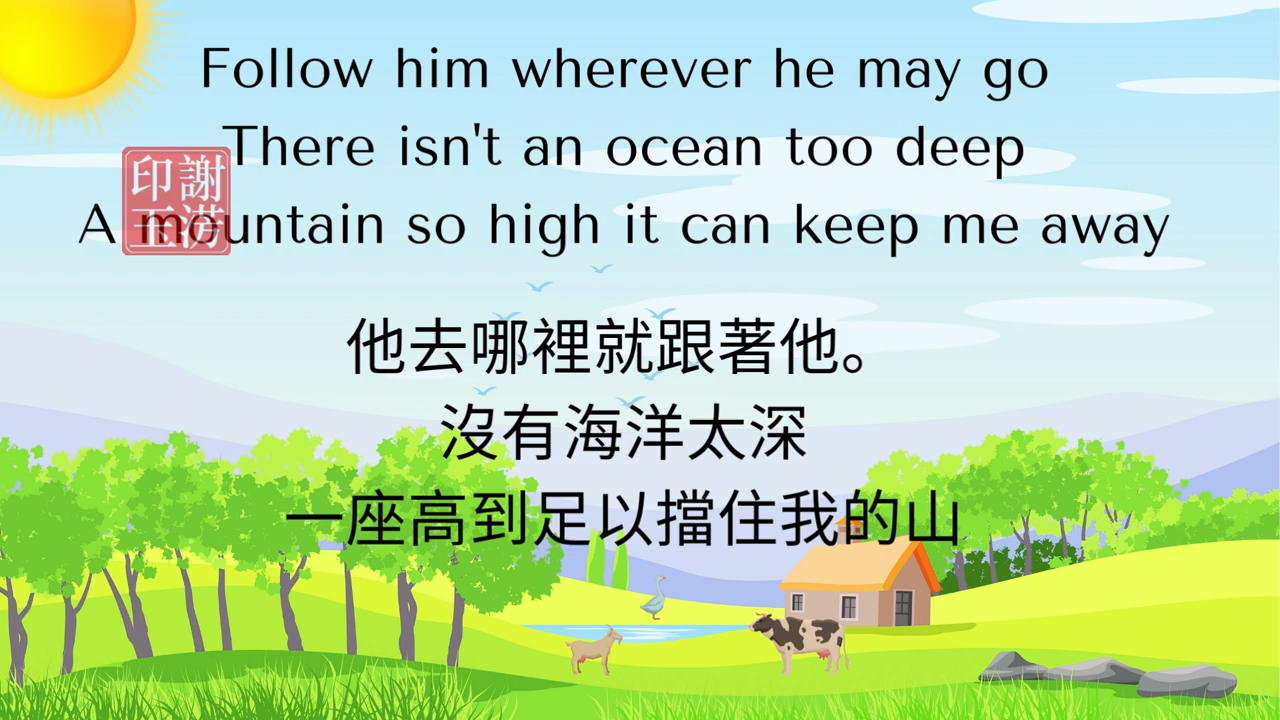 Follow him wherever he may go
There isn't an ocean too deep
A mountain so high it can keep me away
他去哪裡就跟著他。
沒有海洋太深
一座高到足以擋住我的山
謝
印